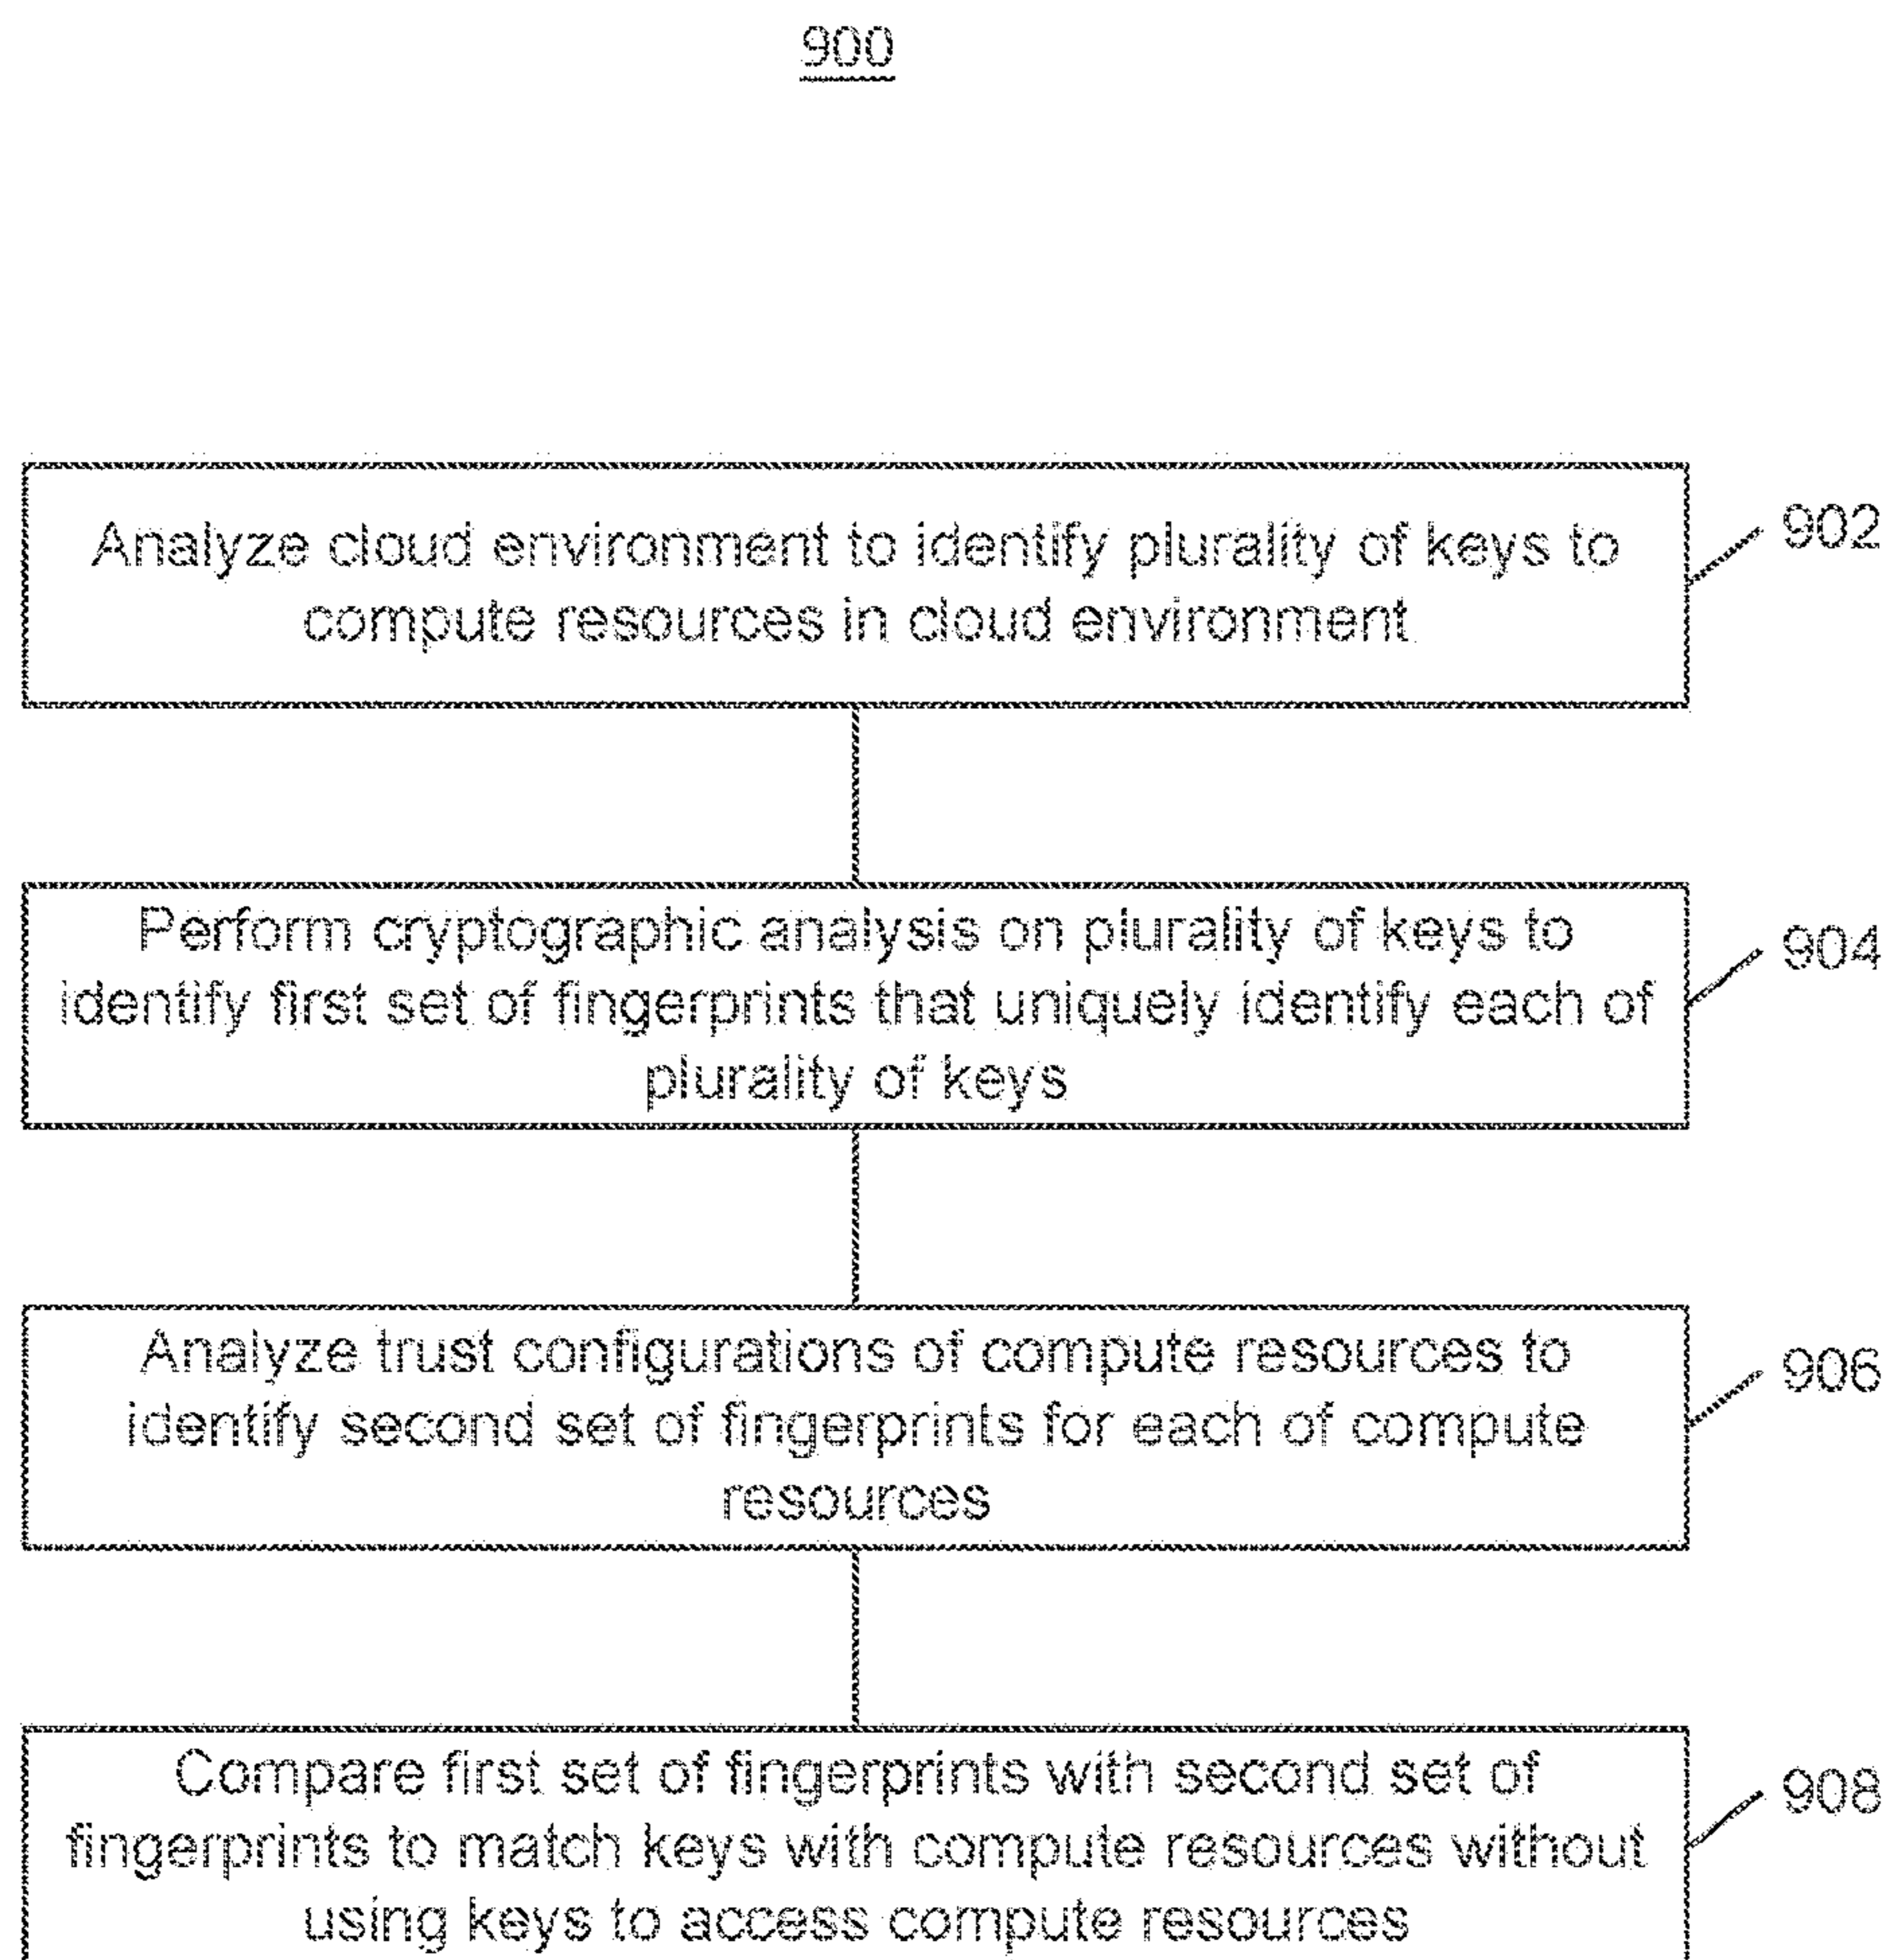 900
Analyze cloud environment to identify plurality of keys to
compute resources in cloud environment
902
Perform cryptographic analysis on plurality of keys to
identify first set of fingerprints that uniquely identify each of
plurality of keys
904
Analyze trust configurations of compute resources to
identify second set of fingerprints for each of compute
resources
906
Compare first set of fingerprints with second set of
fingerprints to match keys with compute resources without
using keys to access compute resources
908